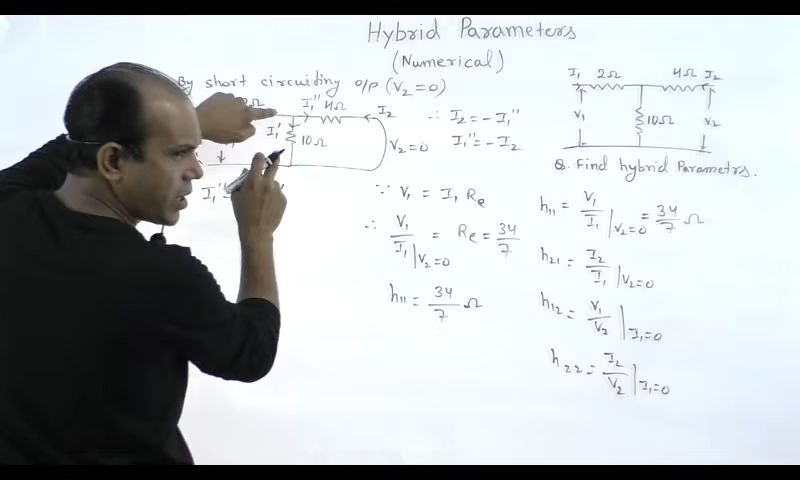 Hybrid Parameters
(Numerical)
By short circuiting o/p (V₂=0)
Ω I₁'' 4Ω I₂
I₁' 10Ω V₂=0
I₁'' =
∴ I₂ = -I₁''
I₁'' = -I₂
∵ V₁ = I₁ Re
∴ V₁/I₁ |V₂=0 = Re = 34/7
h₁₁ = 34/7 Ω
I₁ 2Ω 4Ω I₂
V₁ 10Ω V₂
Q. Find hybrid Parametrs.
h₁₁ = V₁/I₁ |V₂=0 = 34/7 Ω
h₂₁ = I₂/I₁ |V₂=0
h₁₂ = V₁/V₂ |I₁=0
h₂₂ = I₂/V₂ |I₁=0